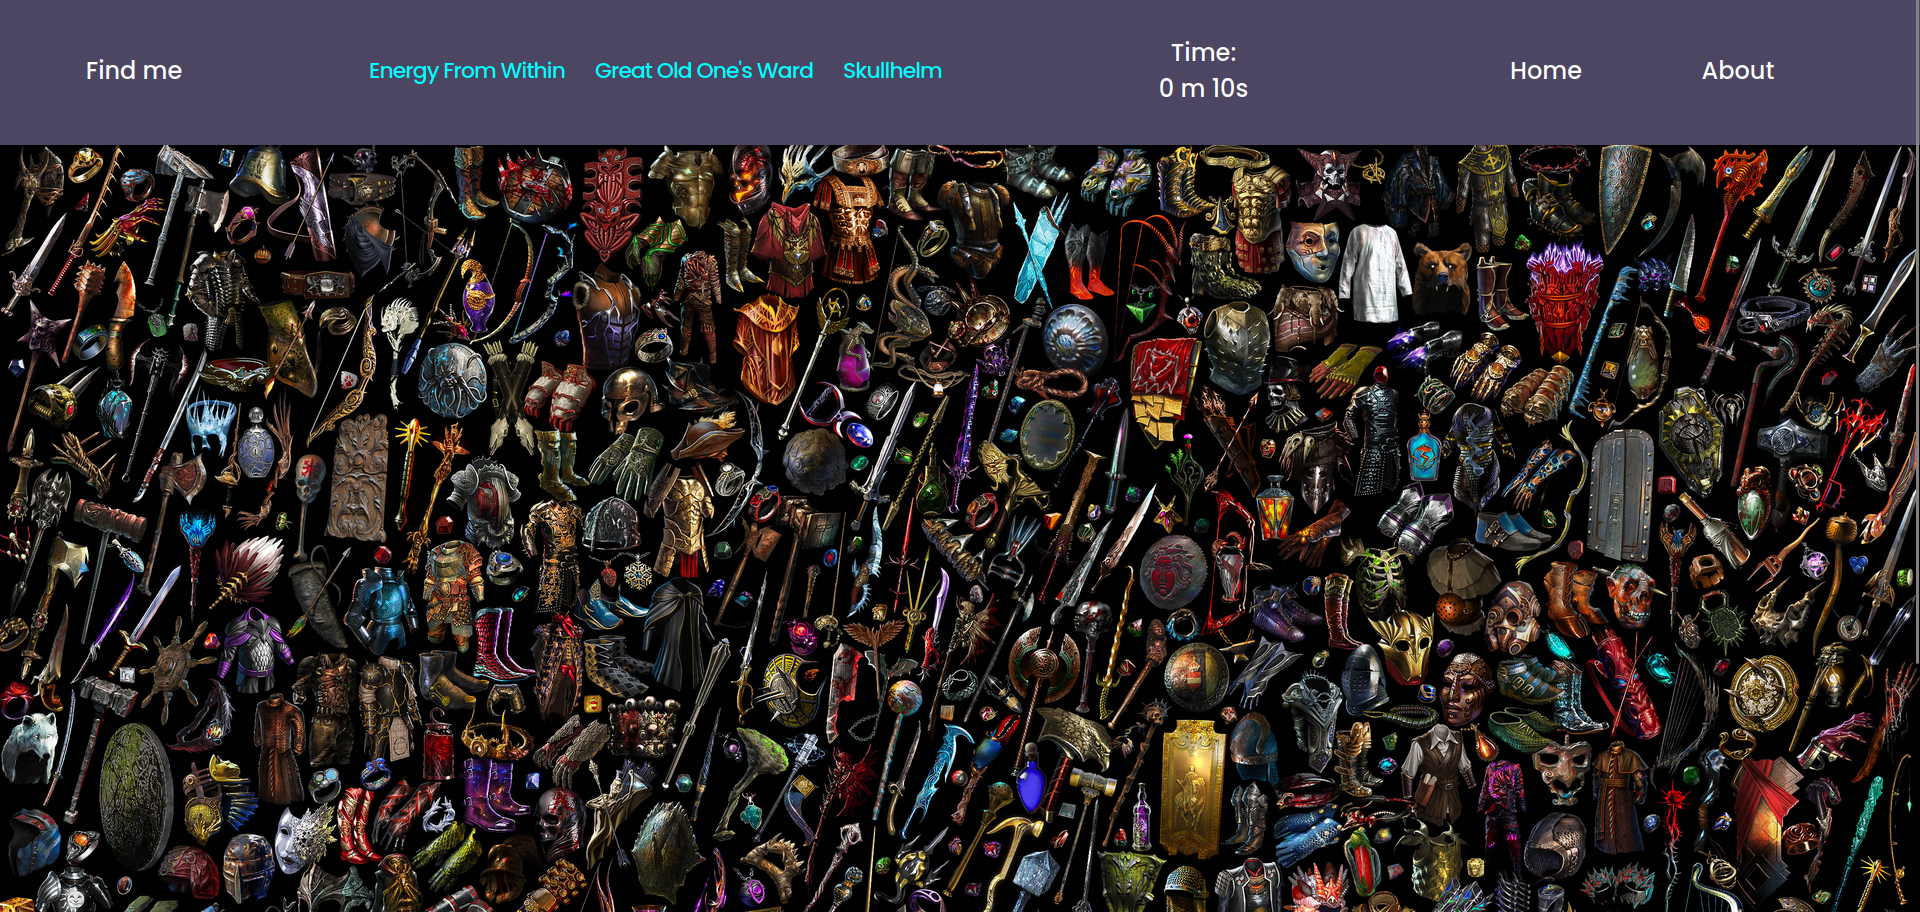 Find me
Energy From Within
Great Old One's Ward
Skullhelm
Time:
0 m 10s
Home
About